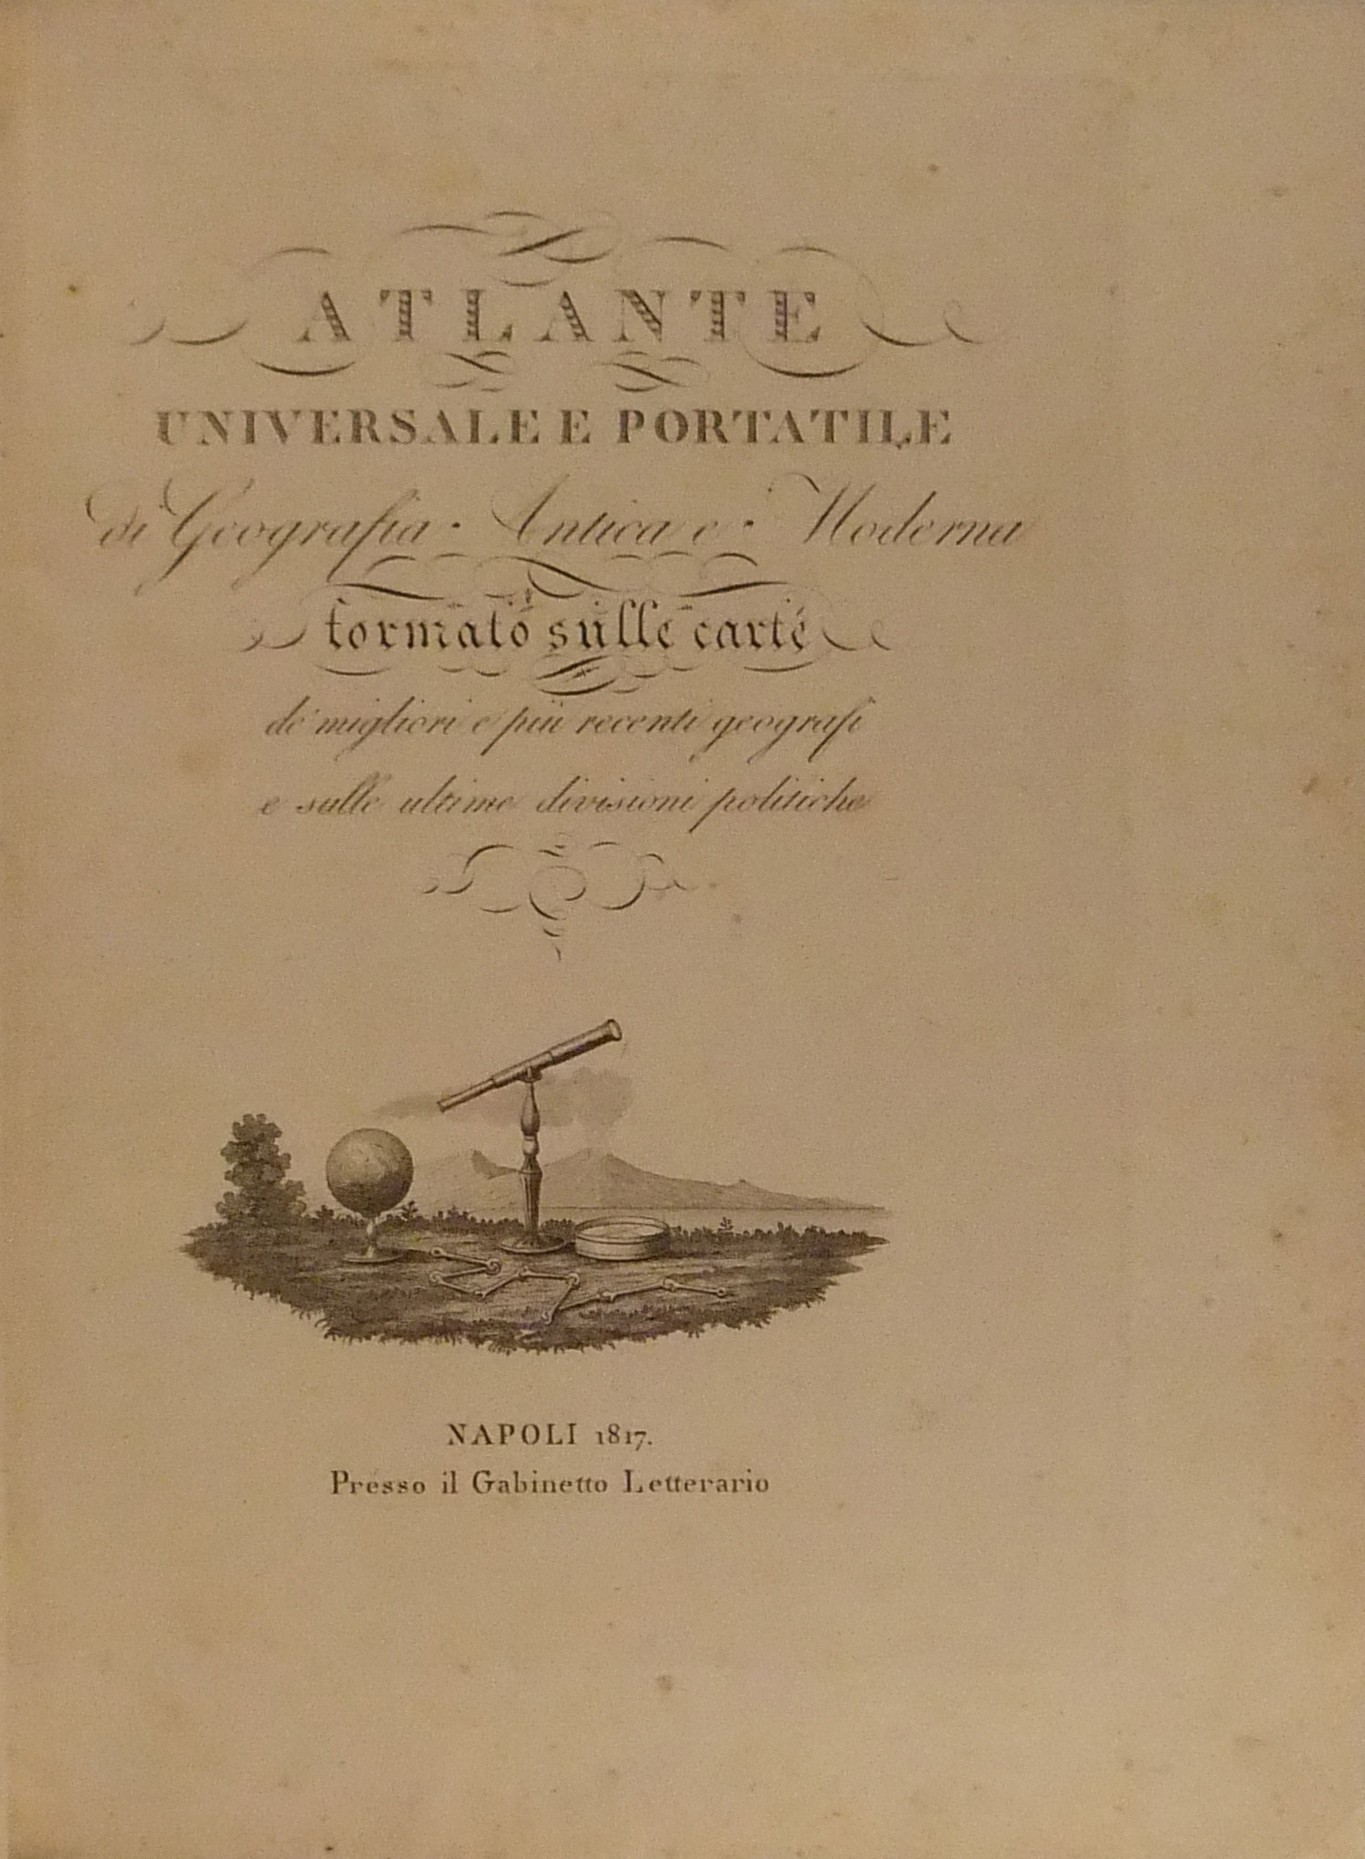 ATLANTE
UNIVERSALE E PORTATILE
di Geografia Antica e Moderna
formato sulle carte
de' migliori e più recenti geografi
e sulle ultime divisioni politiche
NAPOLI 1817.
Presso il Gabinetto Letterario